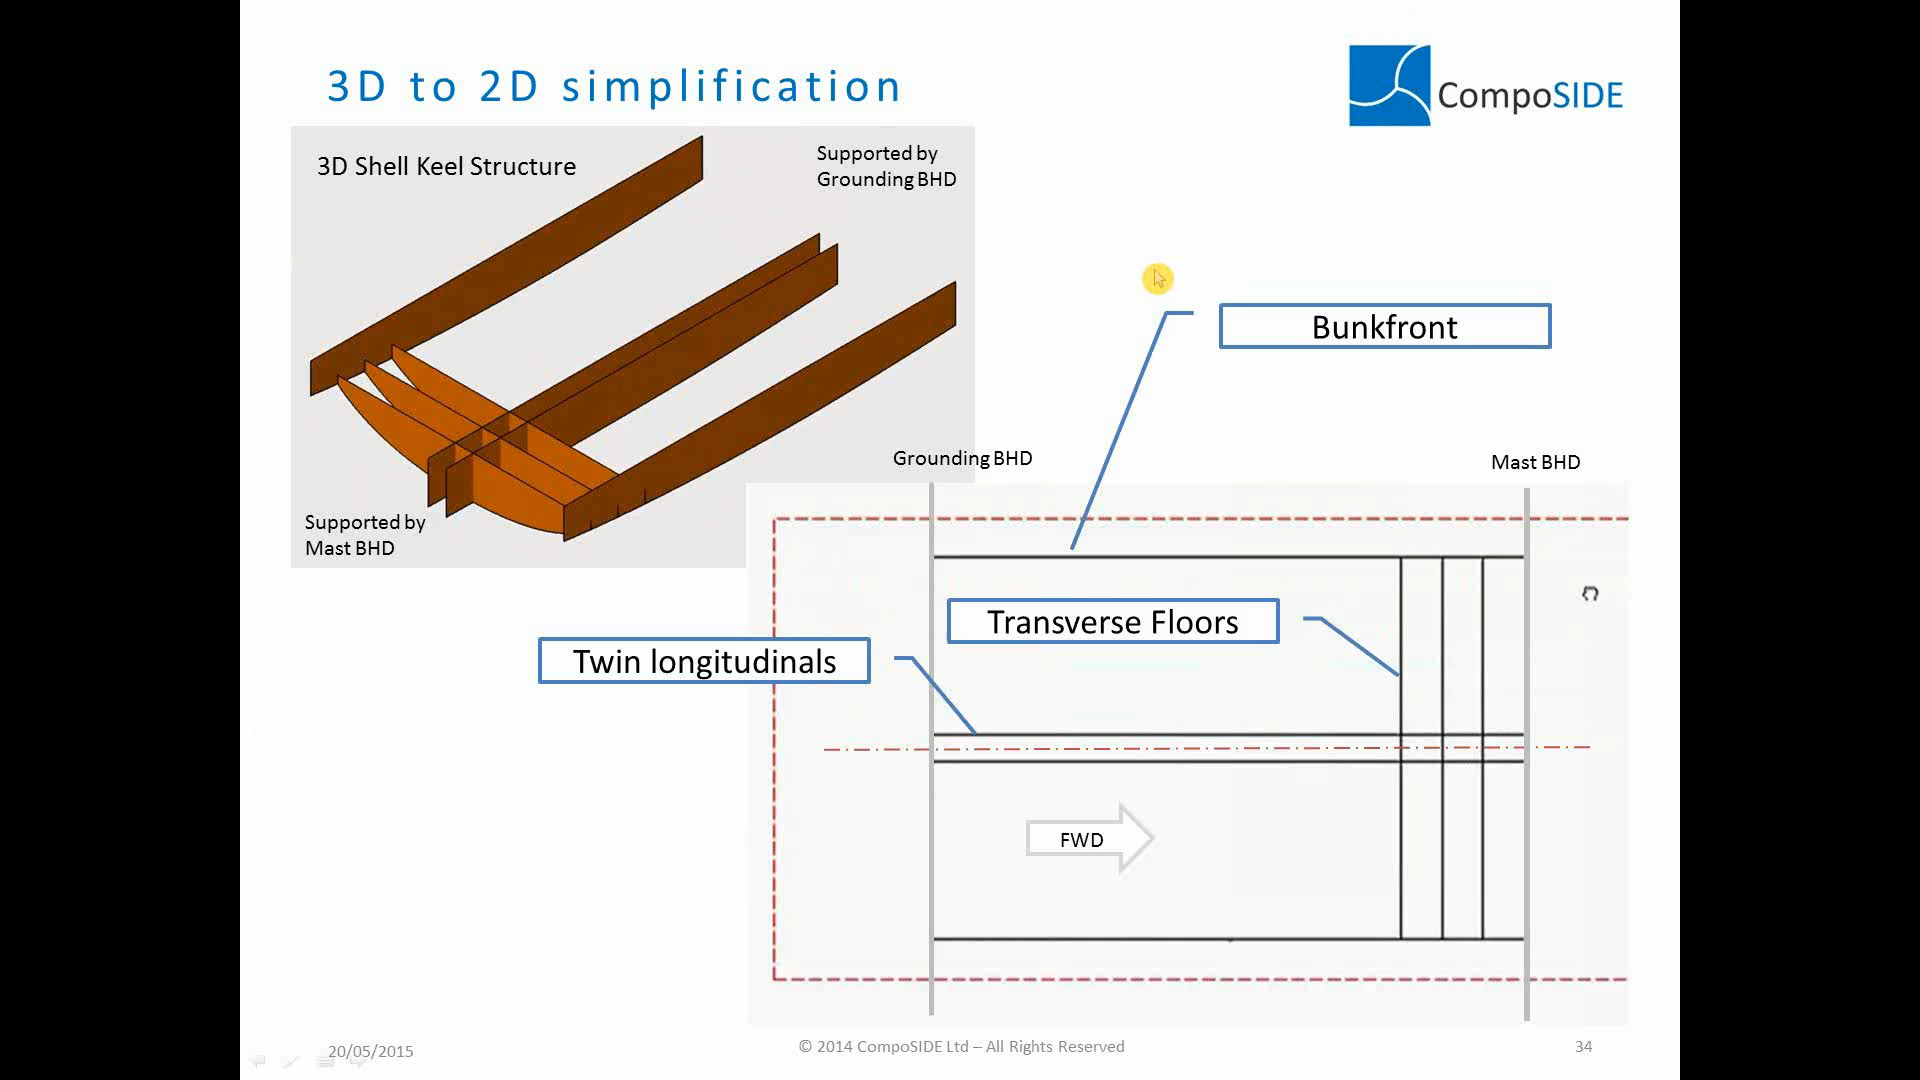 3D to 2D simplification
CompoSIDE
3D Shell Keel Structure
Supported by
Grounding BHD
Bunkfront
Grounding BHD
Mast BHD
Supported by
Mast BHD
Transverse Floors
Twin longitudinals
FWD
20/05/2015
© 2014 CompoSIDE Ltd – All Rights Reserved
34